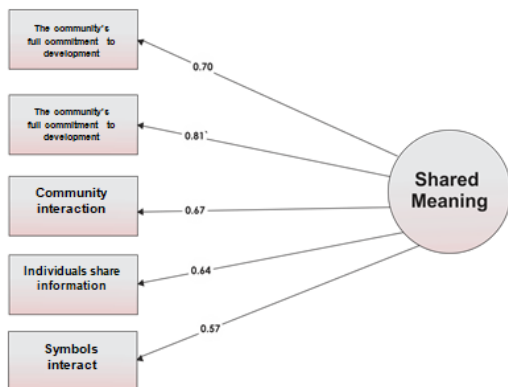 The community's
full commitment to
development
0.70
The community's
full commitment to
development
0.81`
Community
interaction
0.67
Shared
Meaning
Individuals share
information
0.64
0.57
Symbols
interact